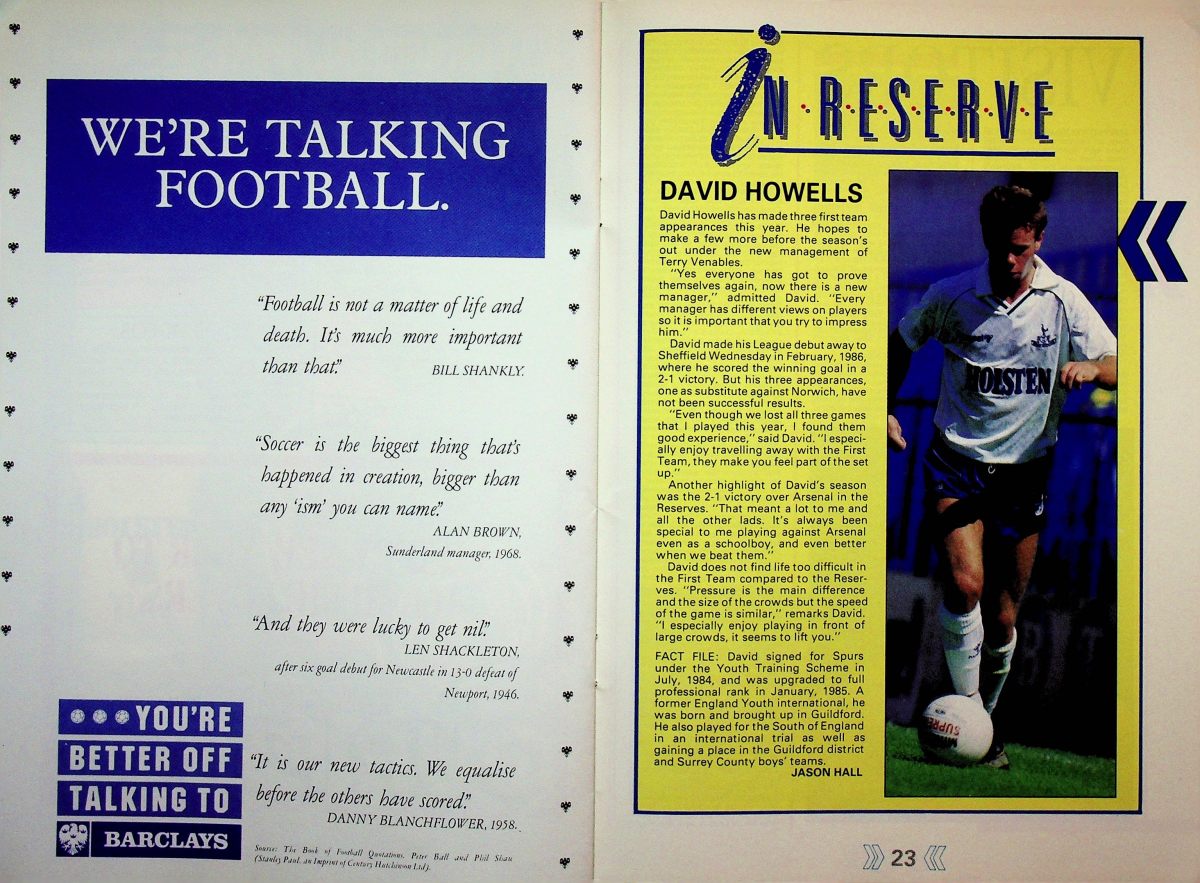 WE'RE TALKING
FOOTBALL.
"Football is not a matter of life and
death. It's much more important
than that."
BILL SHANKLY.
"Soccer is the biggest thing that's
happened in creation, bigger than
any 'ism' you can name."
ALAN BROWN,
Sunderland manager, 1968.
"And they were lucky to get nil."
LEN SHACKLETON,
after six goal debut for Newcastle in 13-0 defeat of
Newport, 1946.
"It is our new tactics. We equalise
before the others have scored."
DANNY BLANCHFLOWER, 1958.
Source: The Book of Football Quotations. Peter Ball and Phil Shaw
(Stanley Paul, an Imprint of Century Hutchinson Ltd).
YOU'RE
BETTER OFF
TALKING TO
BARCLAYS
in RESERVE
DAVID HOWELLS
David Howells has made three first team
appearances this year. He hopes to
make a few more before the season's
out under the new management of
Terry Venables.
"Yes everyone has got to prove
themselves again, now there is a new
manager," admitted David. "Every
manager has different views on players
so it is important that you try to impress
him."
David made his League debut away to
Sheffield Wednesday in February, 1986,
where he scored the winning goal in a
2-1 victory. But his three appearances,
one as substitute against Norwich, have
not been successful results.
"Even though we lost all three games
that I played this year, I found them
good experience," said David. "I especi-
ally enjoy travelling away with the First
Team, they make you feel part of the set
up."
Another highlight of David's season
was the 2-1 victory over Arsenal in the
Reserves. "That meant a lot to me and
all the other lads. It's always been
special to me playing against Arsenal
even as a schoolboy, and even better
when we beat them."
David does not find life too difficult in
the First Team compared to the Reser-
ves. "Pressure is the main difference
and the size of the crowds but the speed
of the game is similar," remarks David.
"I especially enjoy playing in front of
large crowds, it seems to lift you."
FACT FILE: David signed for Spurs
under the Youth Training Scheme in
July, 1984, and was upgraded to full
professional rank in January, 1985. A
former England Youth international, he
was born and brought up in Guildford.
He also played for the South of England
in an international trial as well as
gaining a place in the Guildford district
and Surrey County boys' teams.
JASON HALL
HOLSTEN
23